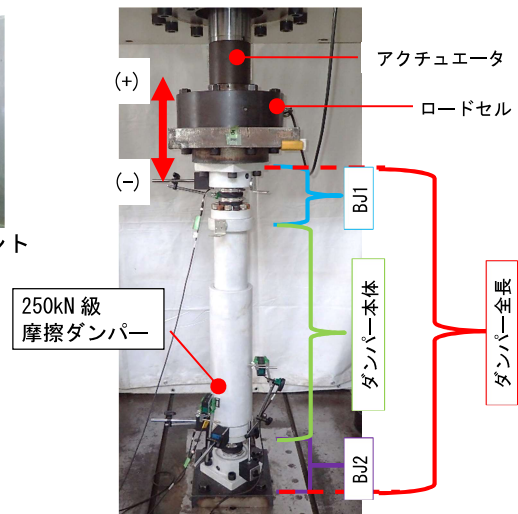 アクチュエータ
(+)
ロードセル
(-)
BJ1
ント
ダンパー本体
ダンパー全長
250kN 級
摩擦ダンパー
BJ2